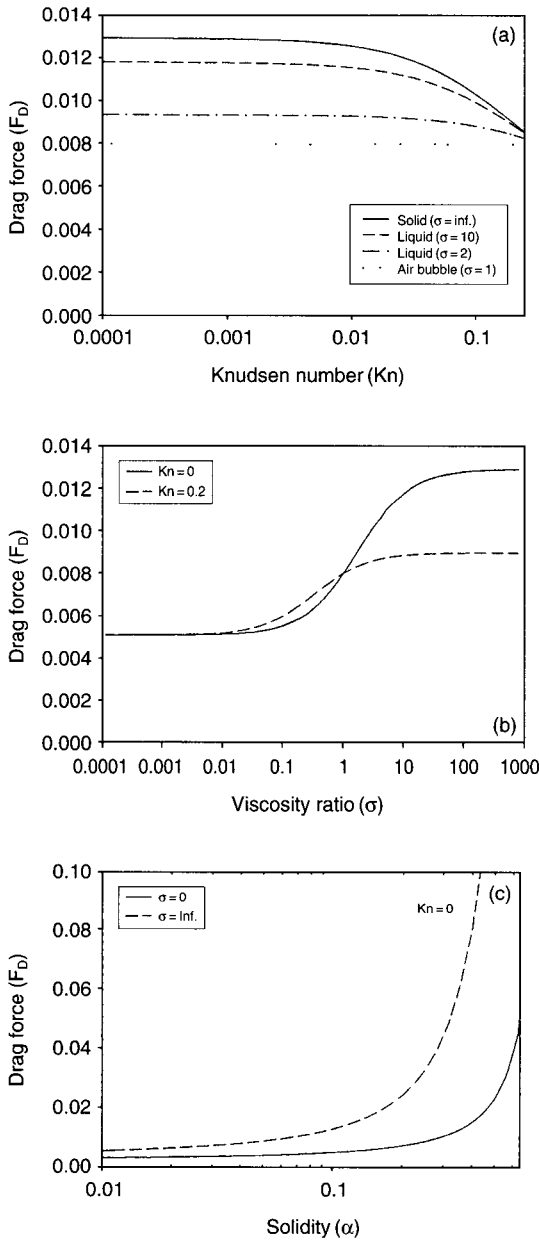 (a)
0.014
0.012
0.010
0.008
0.006
0.004
0.002
0.000
Drag force (F_D)
Solid (σ = inf.)
Liquid (σ = 10)
Liquid (σ = 2)
Air bubble (σ = 1)
0.0001 0.001 0.01 0.1
Knudsen number (Kn)
0.014
0.012
0.010
0.008
0.006
0.004
0.002
0.000
Drag force (F_D)
Kn = 0
Kn = 0.2
(b)
0.0001 0.001 0.01 0.1 1 10 100 1000
Viscosity ratio (σ)
0.10
0.08
0.06
0.04
0.02
0.00
Drag force (F_D)
σ = 0
σ = Inf.
Kn = 0
(c)
0.01 0.1
Solidity (α)